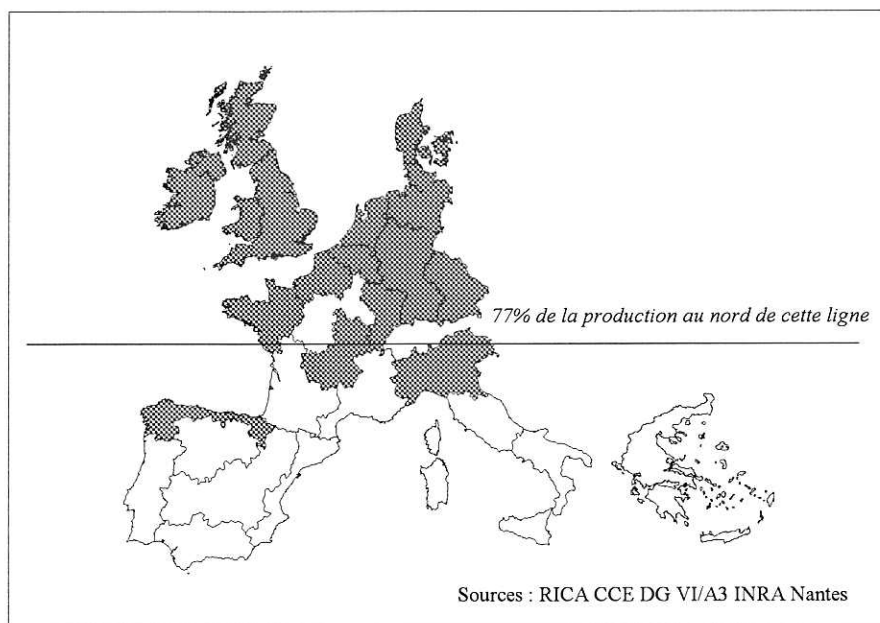 77% de la production au nord de cette ligne
Sources : RICA CCE DG VI/A3 INRA Nantes